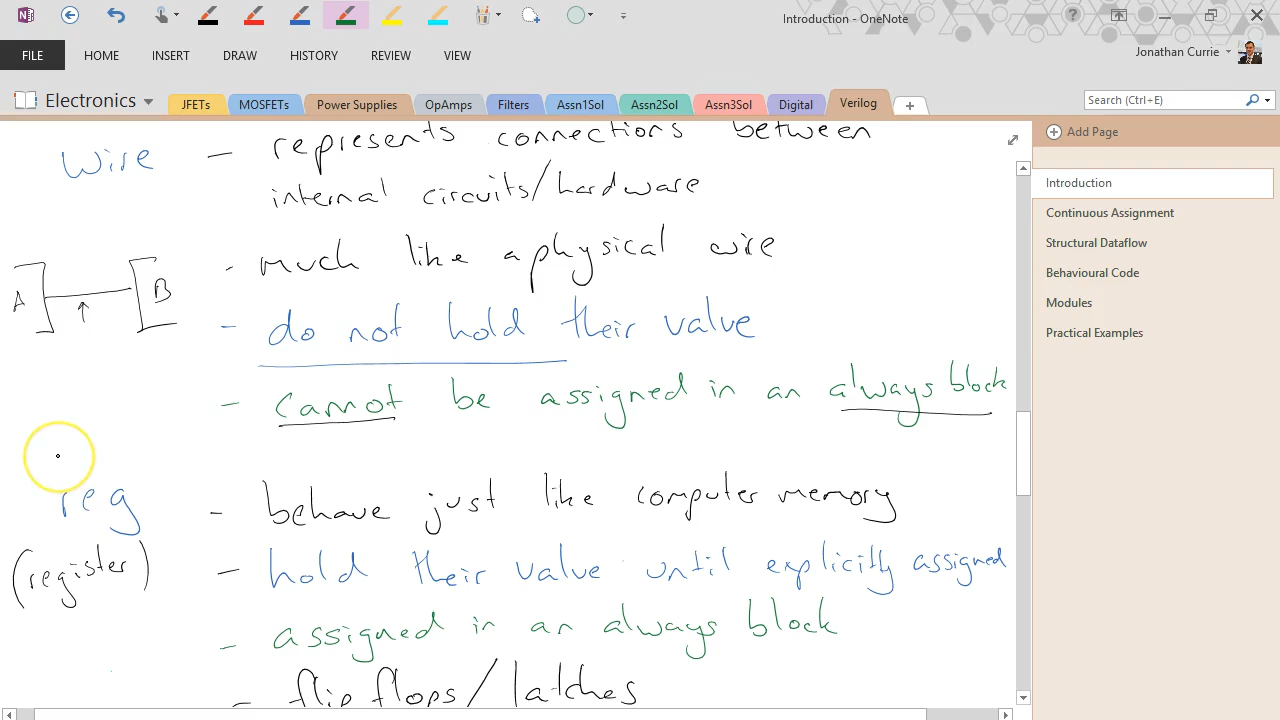 Introduction - OneNote
Jonathan Currie
FILE HOME INSERT DRAW HISTORY REVIEW VIEW
Electronics JFETs MOSFETs Power Supplies OpAmps Filters Assn1Sol Assn2Sol Assn3Sol Digital Verilog
Search (Ctrl+E)
Add Page
Introduction
Continuous Assignment
Structural Dataflow
Behavioural Code
Modules
Practical Examples
wire - represents connections between
internal circuits/hardware
- much like a physical wire
A B
- do not hold their value
- cannot be assigned in an always block
reg - behave just like computer memory
(register) - hold their value until explicitly assigned
- assigned in an always block
- flip flops/latches